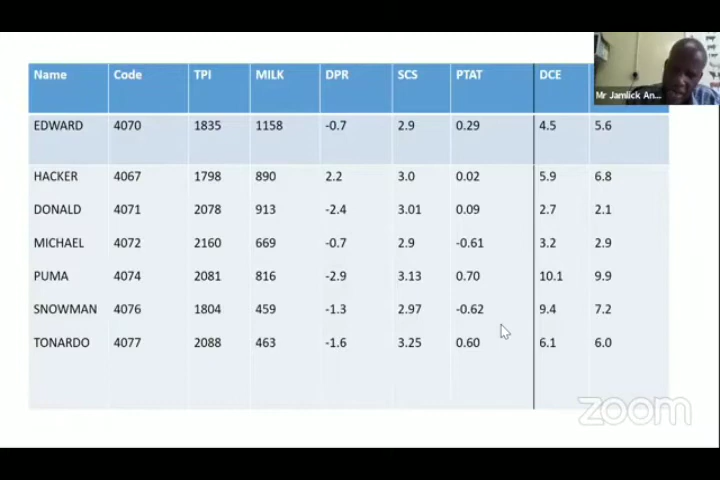 Name Code TPI MILK DPR SCS PTAT DCE
EDWARD 4070 1835 1158 -0.7 2.9 0.29 4.5 5.6
HACKER 4067 1798 890 2.2 3.0 0.02 5.9 6.8
DONALD 4071 2078 913 -2.4 3.01 0.09 2.7 2.1
MICHAEL 4072 2160 669 -0.7 2.9 -0.61 3.2 2.9
PUMA 4074 2081 816 -2.9 3.13 0.70 10.1 9.9
SNOWMAN 4076 1804 459 -1.3 2.97 -0.62 9.4 7.2
TONARDO 4077 2088 463 -1.6 3.25 0.60 6.1 6.0
Mr Jamlick An...
zoom